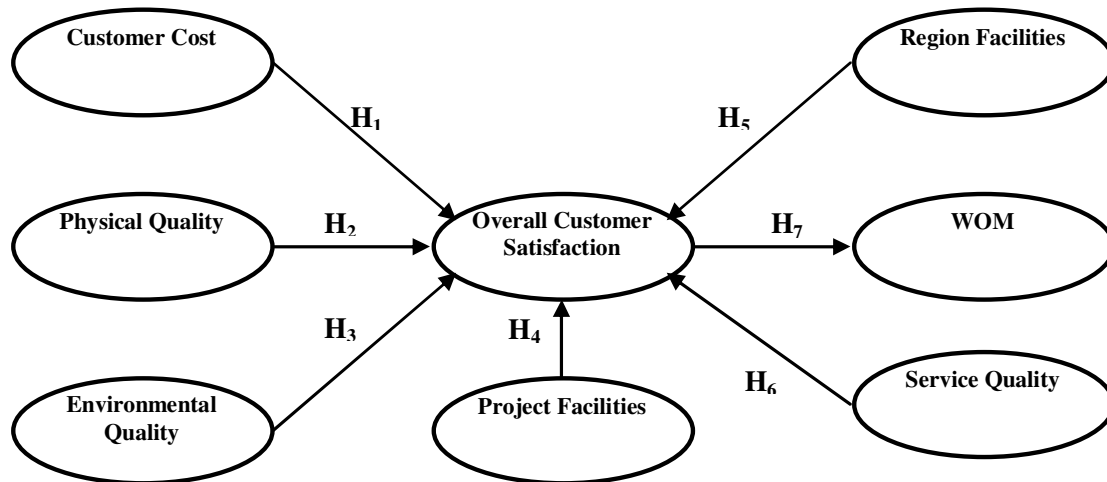 Customer Cost
Region Facilities
H1
H5
Physical Quality
H2
Overall Customer
Satisfaction
H7
WOM
H3
H4
H6
Environmental
Quality
Project Facilities
Service Quality